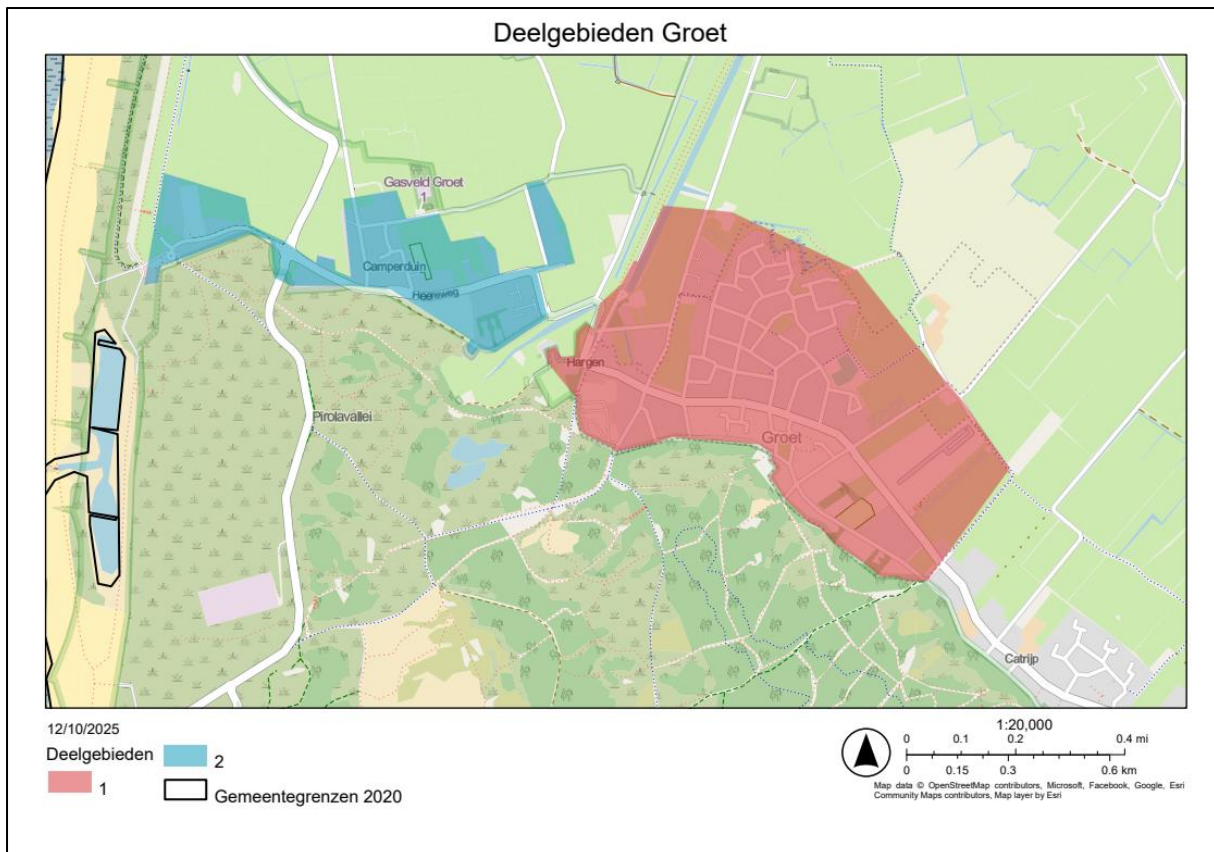 Deelgebieden Groet
Gasveld Groet
1
Camperduin
Heereweg
Hargen
Pirolavallei
Groet
Catrijp
12/10/2025
Deelgebieden
2
1
Gemeentegrenzen 2020
1:20,000
0 0.1 0.2 0.4 mi
0 0.15 0.3 0.6 km
Map data © OpenStreetMap contributors, Microsoft, Facebook, Google, Esri
Community Maps contributors, Map layer by Esri